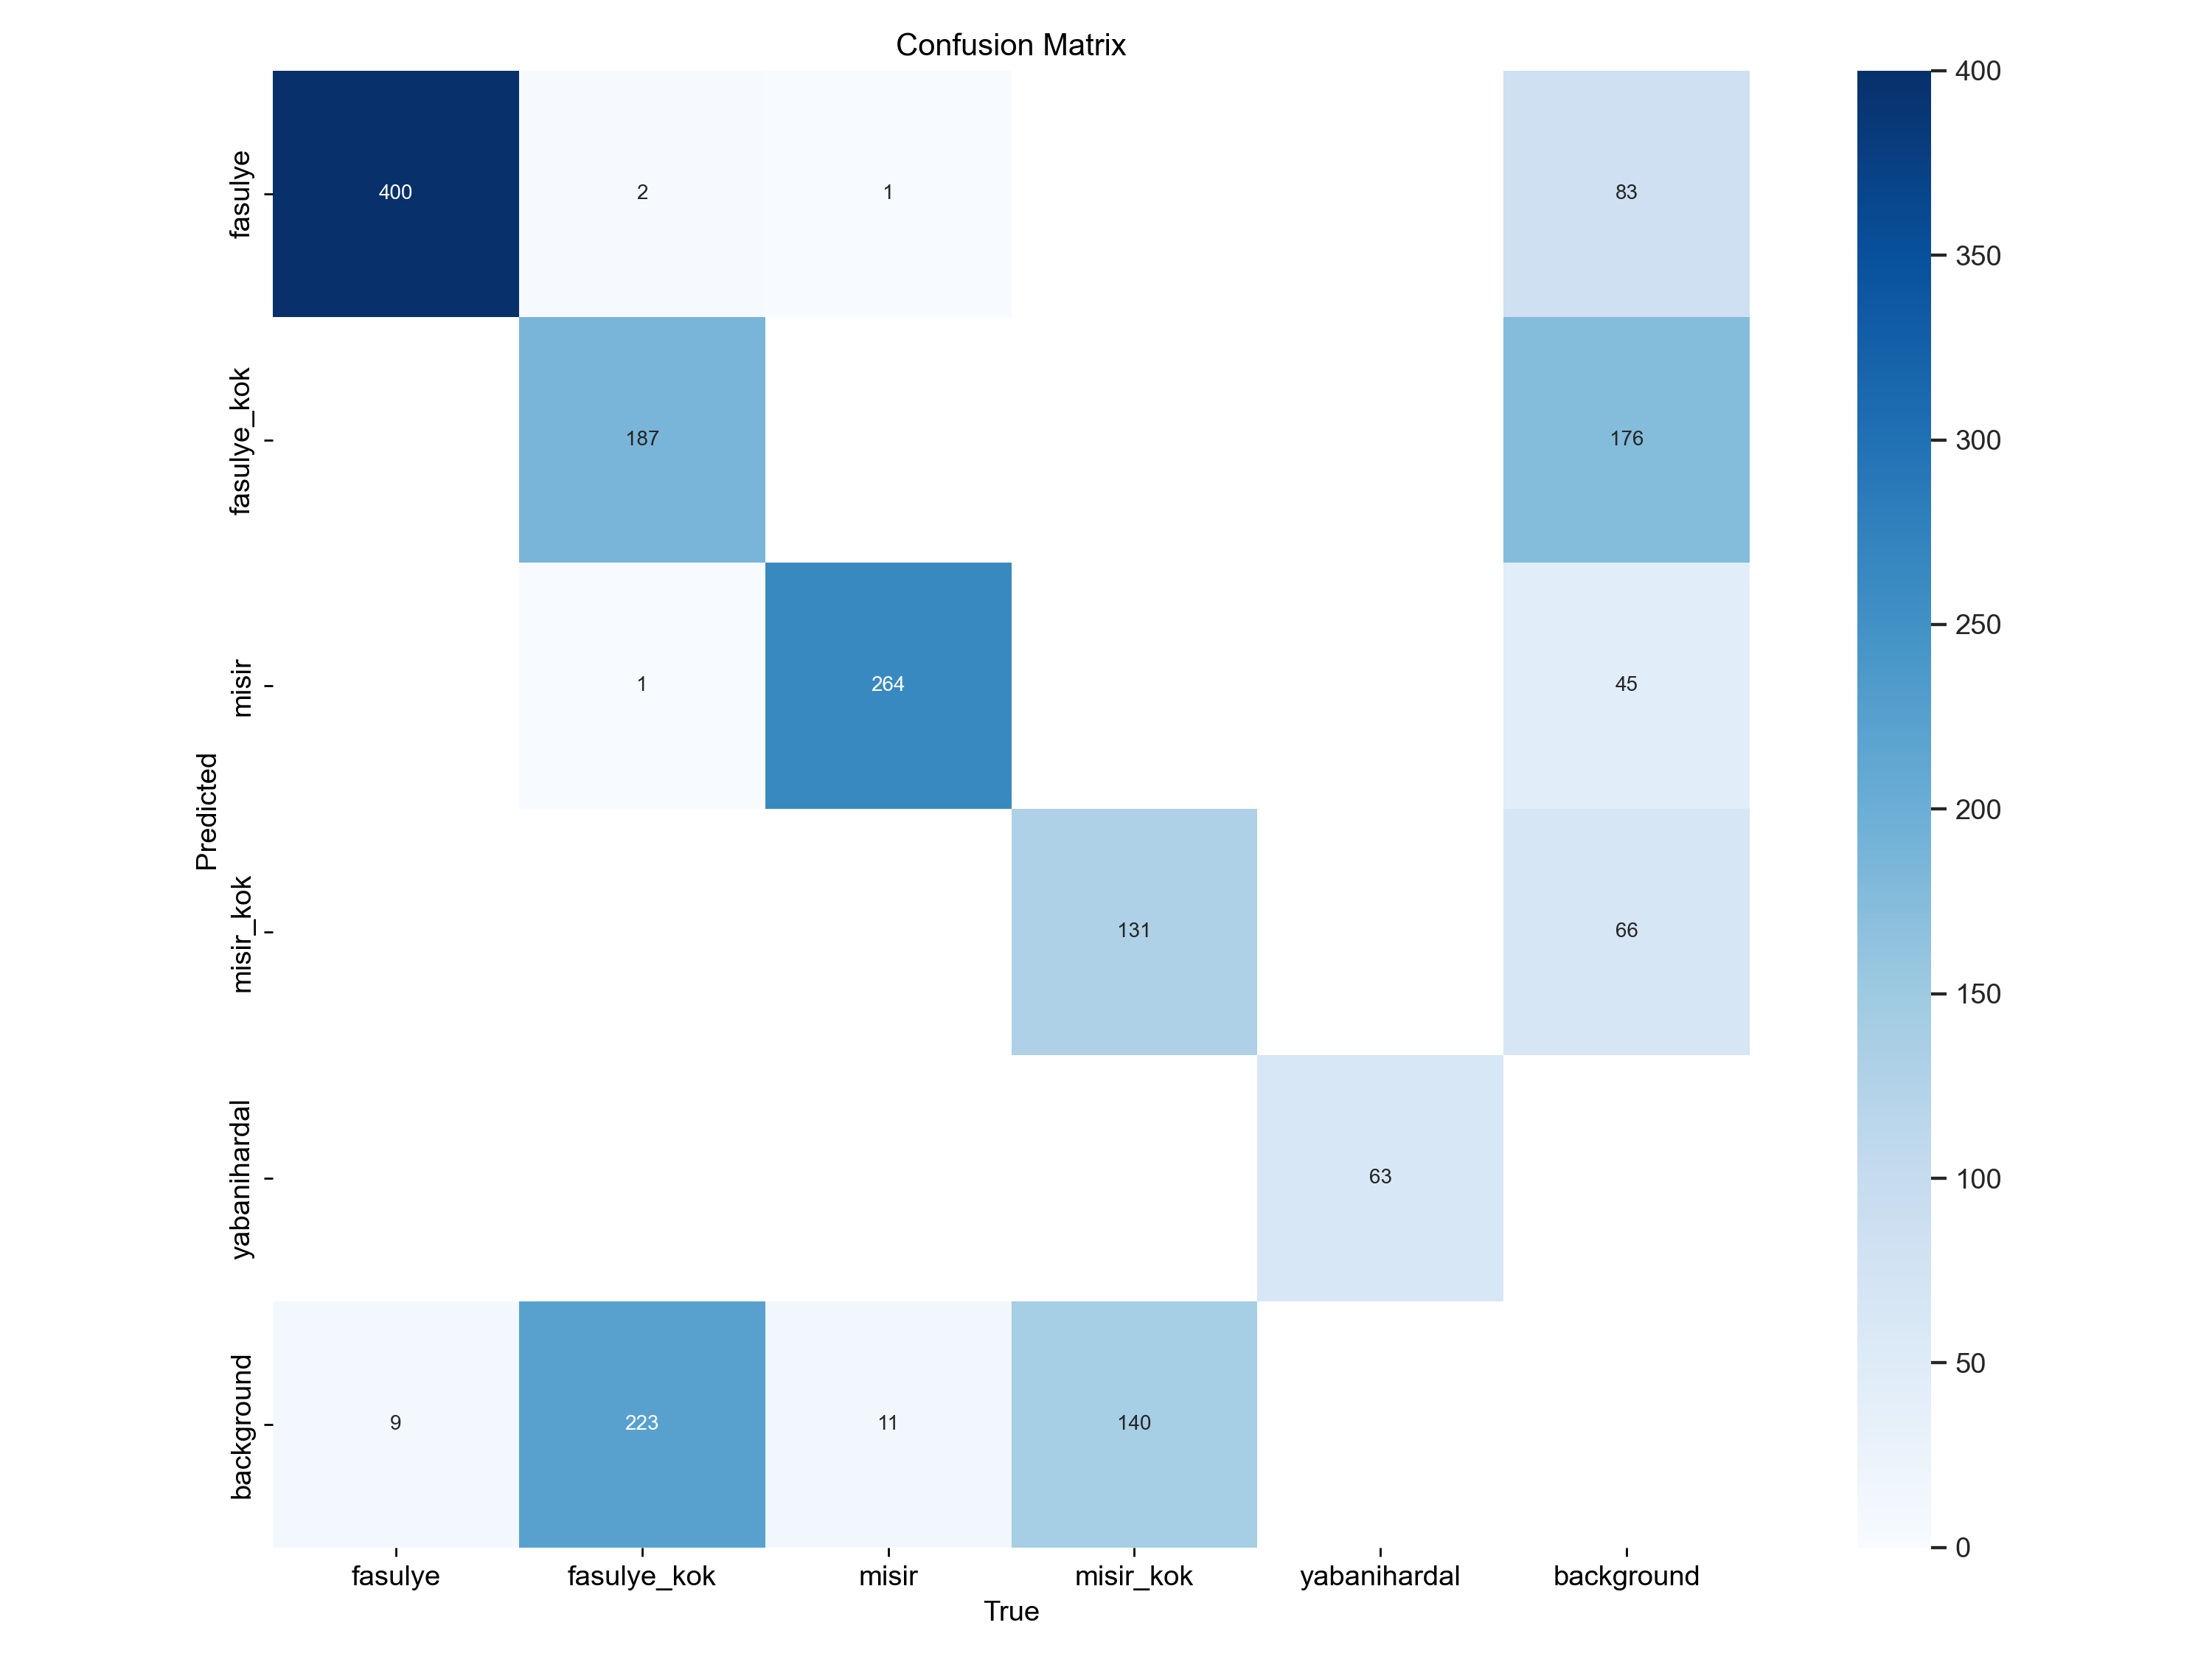 Confusion Matrix
fasulye 400 2 1 83
fasulye_kok 187 176
misir 1 264 45
misir_kok 131 66
yabanihardal 63
background 9 223 11 140
Predicted
fasulye fasulye_kok misir misir_kok yabanihardal background
True
400
350
300
250
200
150
100
50
0